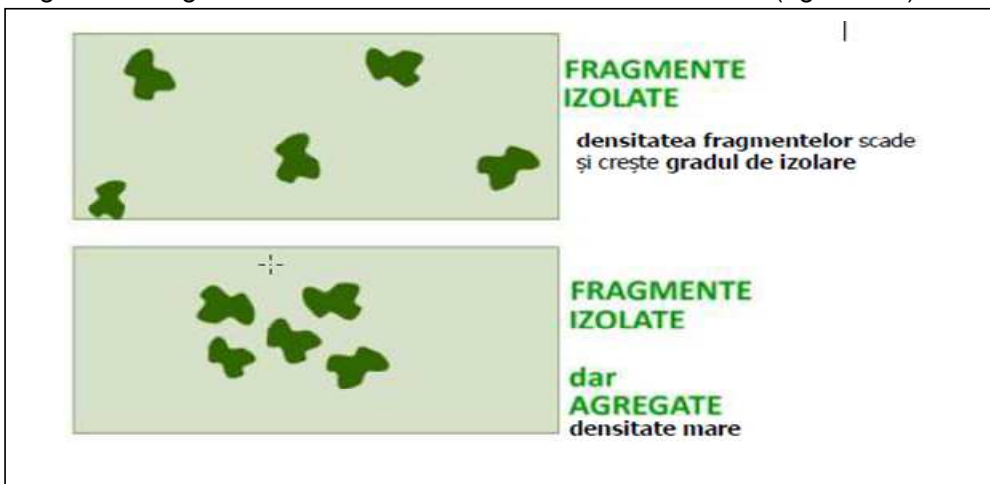 FRAGMENTE
IZOLATE
densitatea fragmentelor scade
și crește gradul de izolare
FRAGMENTE
IZOLATE
dar
AGREGATE
densitate mare